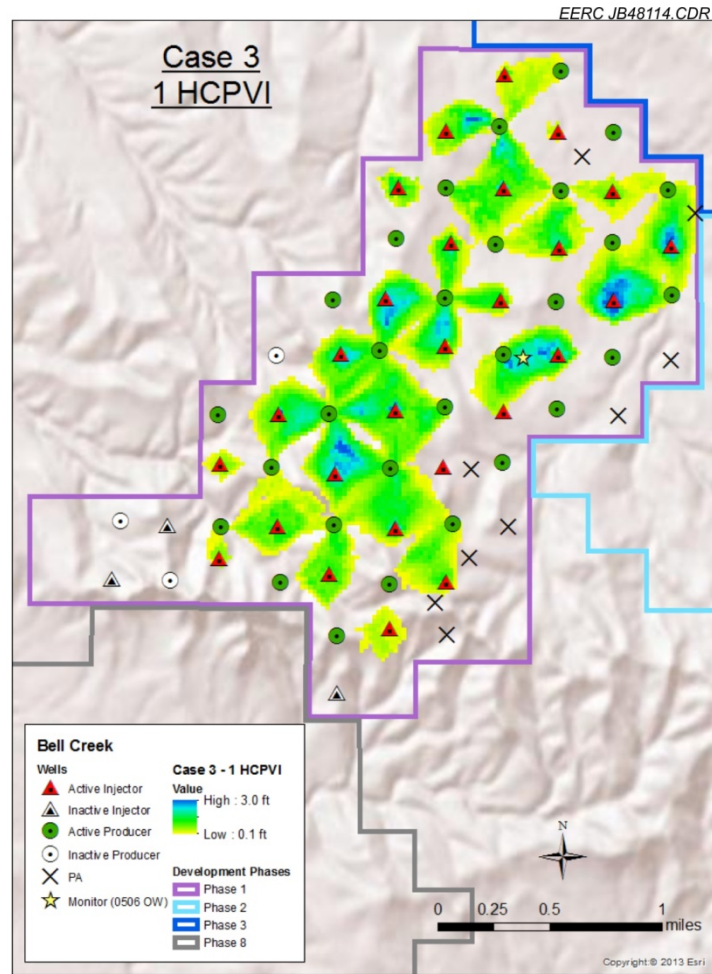 EERC JB48114.CDR
Case 3
1 HCPVI
Bell Creek
Wells
Active Injector
Inactive Injector
Active Producer
Inactive Producer
PA
Monitor (0506 OW)
Case 3 - 1 HCPVI
Value
High : 3.0 ft
Low : 0.1 ft
Development Phases
Phase 1
Phase 2
Phase 3
Phase 8
N
0 0.25 0.5 1
miles
Copyright:© 2013 Esri